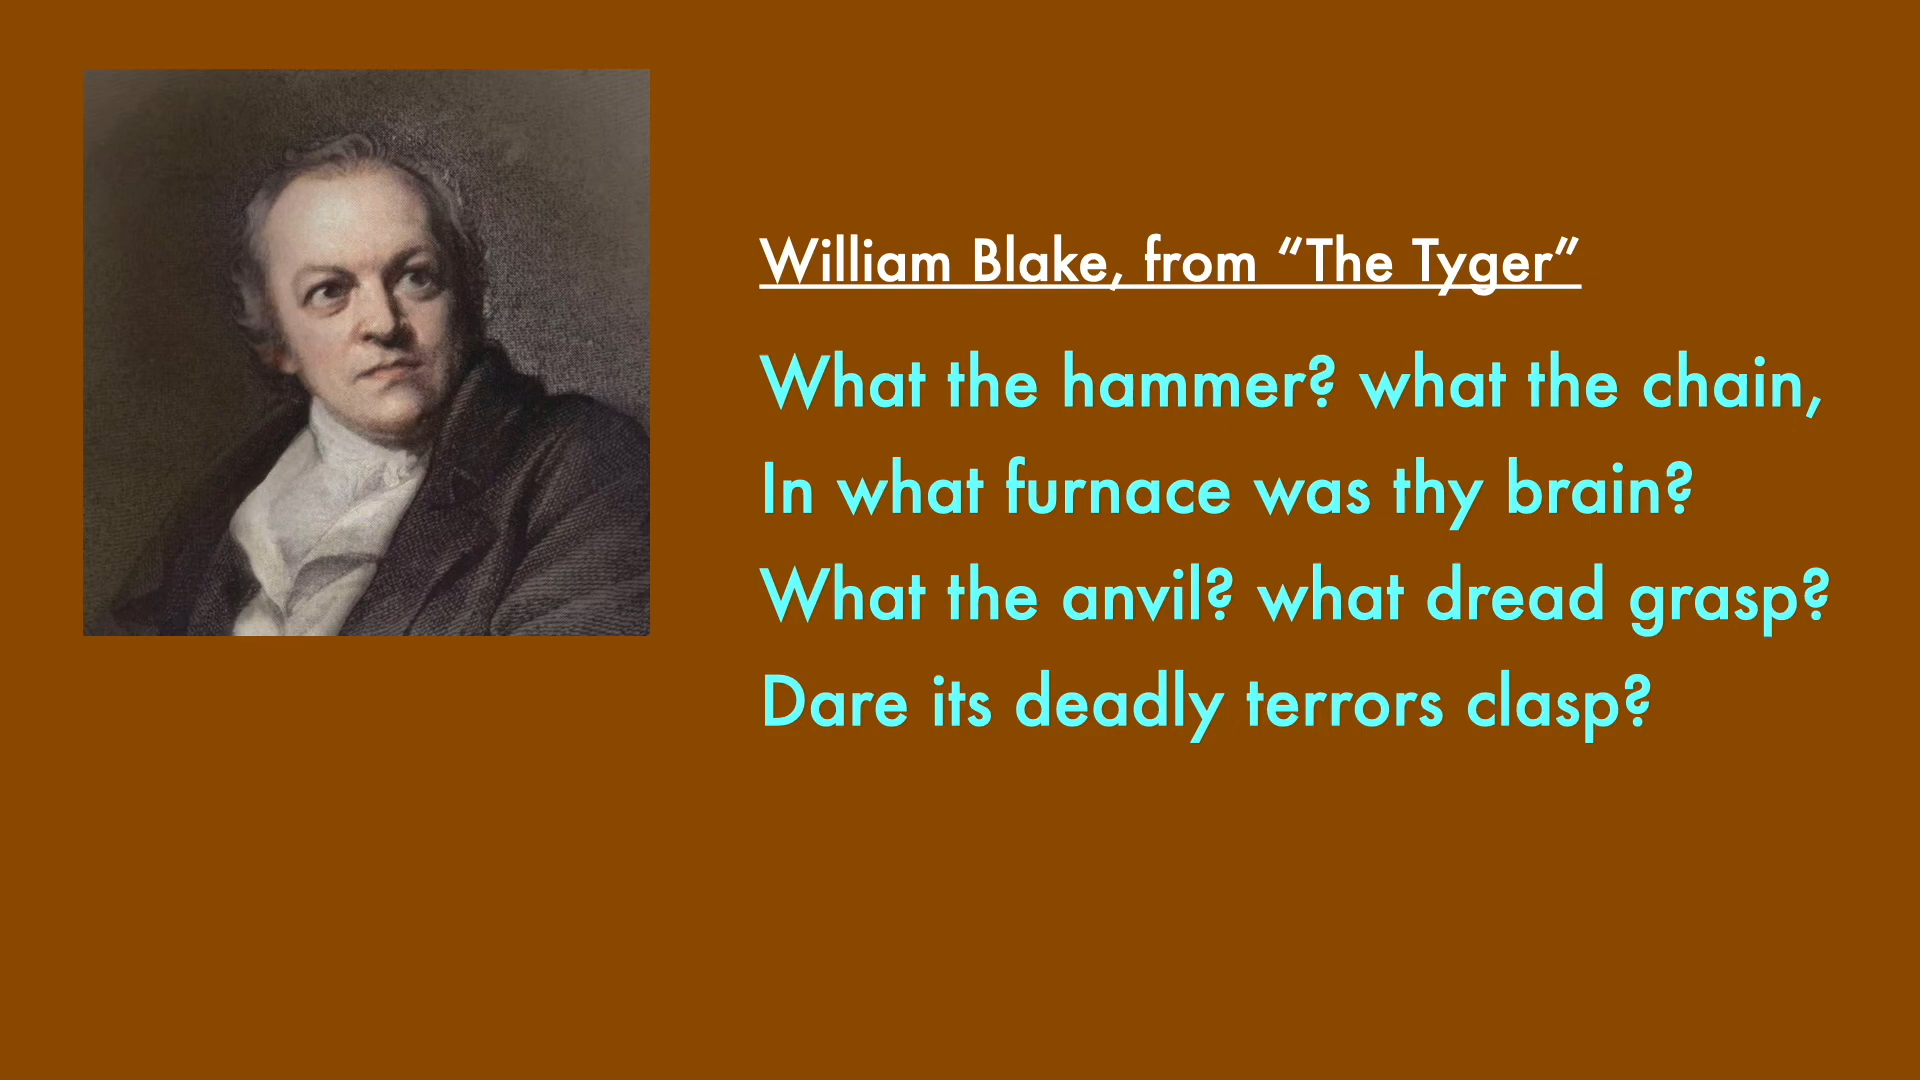 William Blake, from “The Tyger”
What the hammer? what the chain,
In what furnace was thy brain?
What the anvil? what dread grasp?
Dare its deadly terrors clasp?